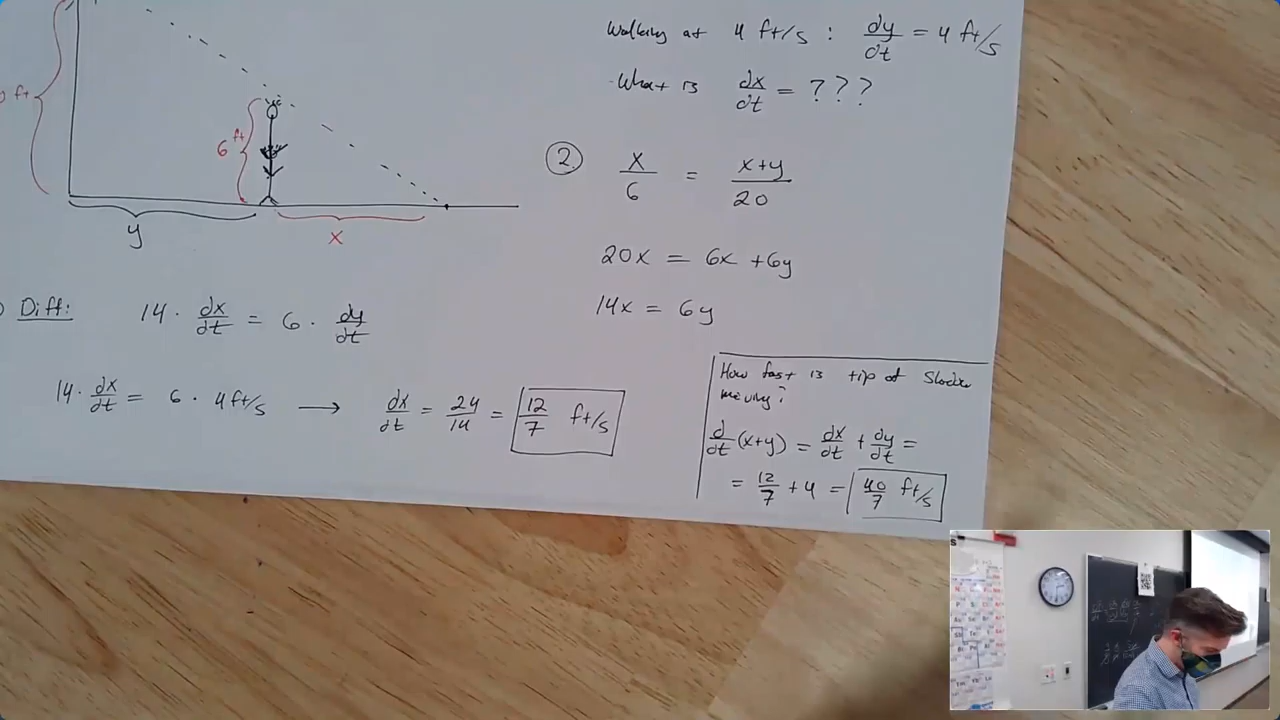 Walking at 4 ft/s : dy/dt = 4 ft/s
What is dx/dt = ???
ft
6 ft
y
x
② x/6 = (x+y)/20
20x = 6x + 6y
14x = 6y
Diff: 14 · dx/dt = 6 · dy/dt
14 · dx/dt = 6 · 4 ft/s → dx/dt = 24/14 = 12/7 ft/s
How fast is tip of Shadow
moving?
d/dt (x+y) = dx/dt + dy/dt =
= 12/7 + 4 = 40/7 ft/s